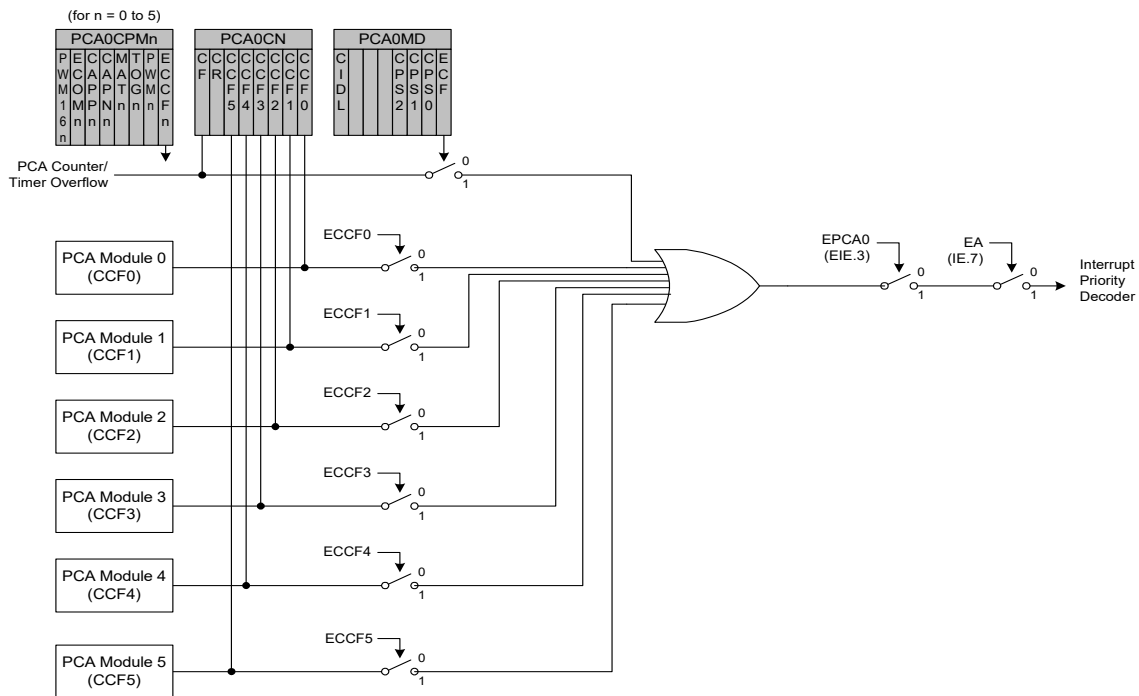 (for n = 0 to 5)
PCA0CPMn
PWM16n
ECOMn
CAPPn
CAPNn
MATn
TOGn
PWMn
ECCFn
PCA0CN
CF
CR
CCF5
CCF4
CCF3
CCF2
CCF1
CCF0
PCA0MD
CIDL
CPS2
CPS1
CPS0
ECF
PCA Counter/
Timer Overflow
0
1
PCA Module 0
(CCF0)
ECCF0
0
1
EPCA0
(EIE.3)
0
1
EA
(IE.7)
0
1
Interrupt
Priority
Decoder
PCA Module 1
(CCF1)
ECCF1
0
1
PCA Module 2
(CCF2)
ECCF2
0
1
PCA Module 3
(CCF3)
ECCF3
0
1
PCA Module 4
(CCF4)
ECCF4
0
1
PCA Module 5
(CCF5)
ECCF5
0
1